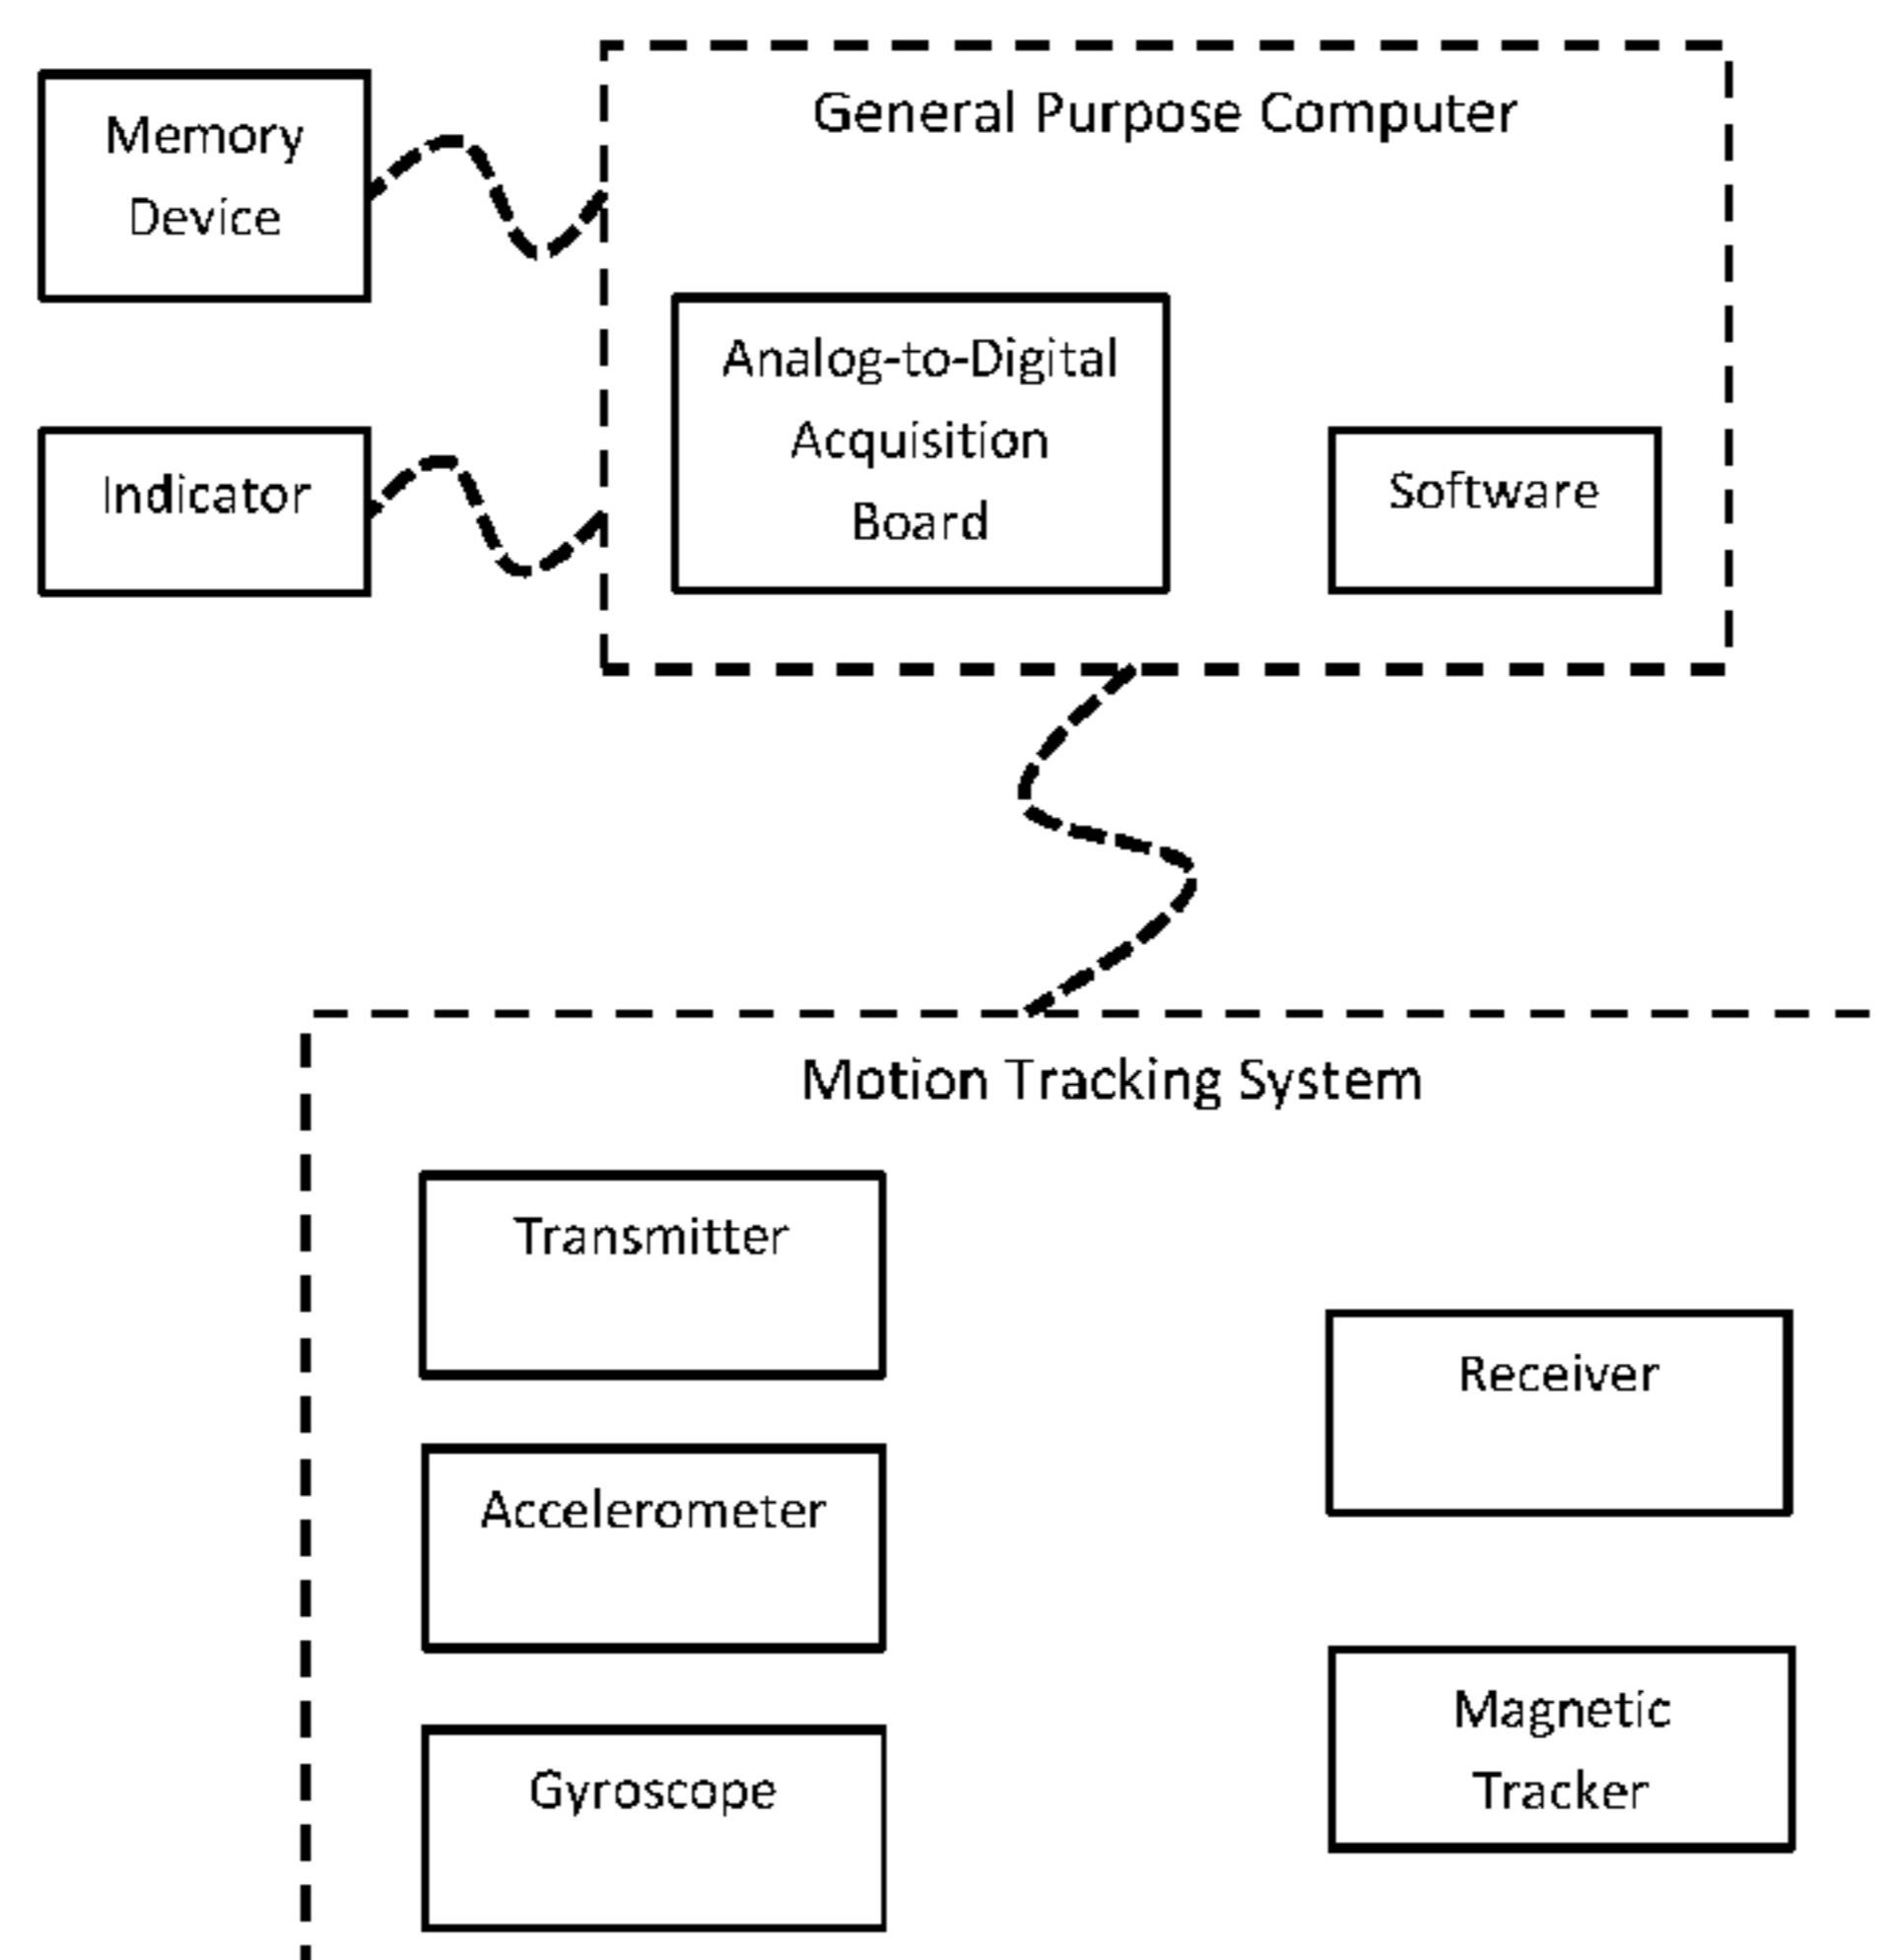 General Purpose Computer
Memory
Device
Analog-to-Digital
Acquisition
Board
Indicator
Software
Motion Tracking System
Transmitter
Receiver
Accelerometer
Magnetic
Tracker
Gyroscope